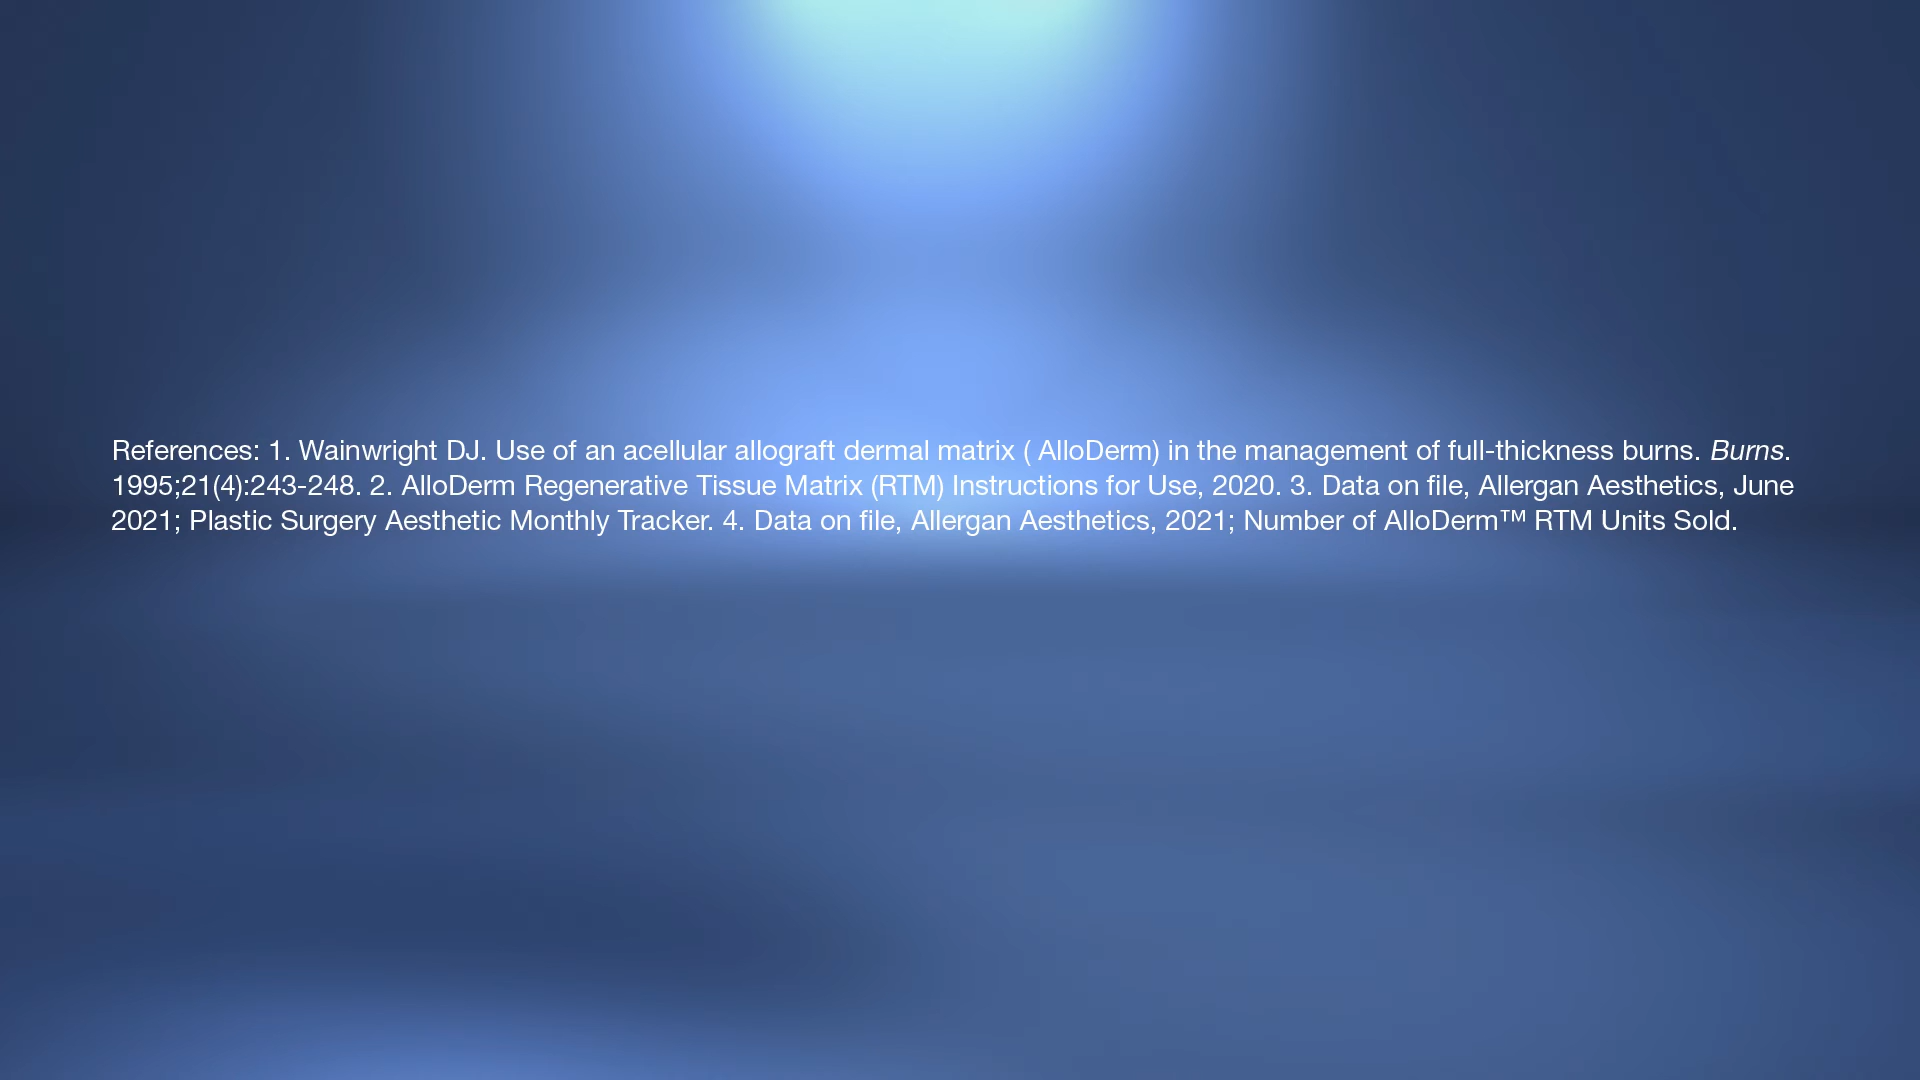 References: 1. Wainwright DJ. Use of an acellular allograft dermal matrix ( AlloDerm) in the management of full-thickness burns. Burns.
1995;21(4):243-248. 2. AlloDerm Regenerative Tissue Matrix (RTM) Instructions for Use, 2020. 3. Data on file, Allergan Aesthetics, June
2021; Plastic Surgery Aesthetic Monthly Tracker. 4. Data on file, Allergan Aesthetics, 2021; Number of AlloDerm™ RTM Units Sold.